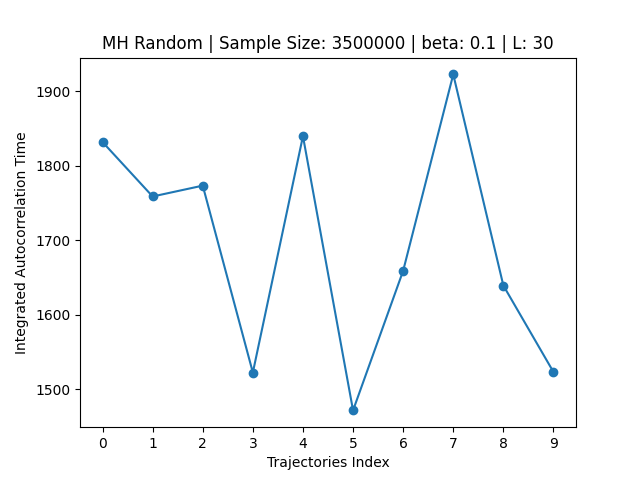 MH Random | Sample Size: 3500000 | beta: 0.1 | L: 30
Integrated Autocorrelation Time
1900
1800
1700
1600
1500
0 1 2 3 4 5 6 7 8 9
Trajectories Index